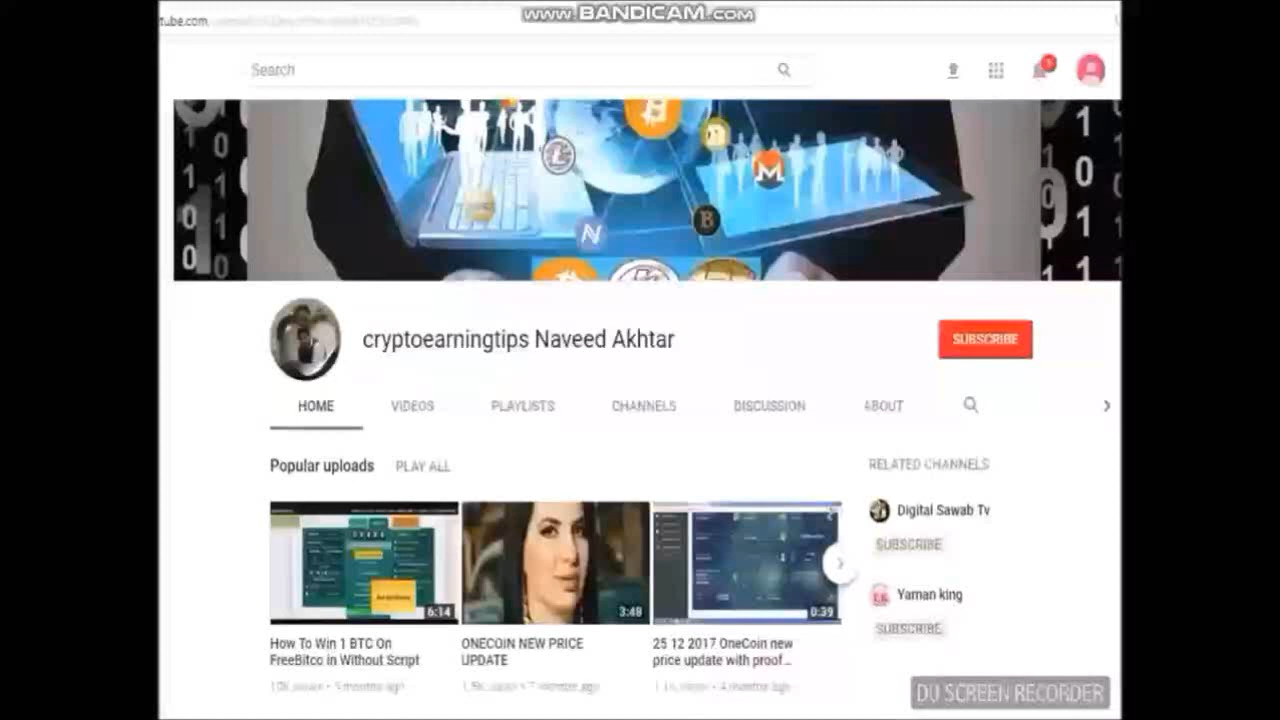 www.BANDICAM.COM
tube.com
Search
cryptoearningtips Naveed Akhtar
SUBSCRIBE
HOME VIDEOS PLAYLISTS CHANNELS DISCUSSION ABOUT
Popular uploads PLAY ALL
RELATED CHANNELS
Digital Sawab Tv
SUBSCRIBE
Yaman king
SUBSCRIBE
6:14 3:48 0:39
How To Win 1 BTC On
FreeBitco in Without Script
ONECOIN NEW PRICE
UPDATE
25 12 2017 OneCoin new
price update with proof...
DU SCREEN RECORDER